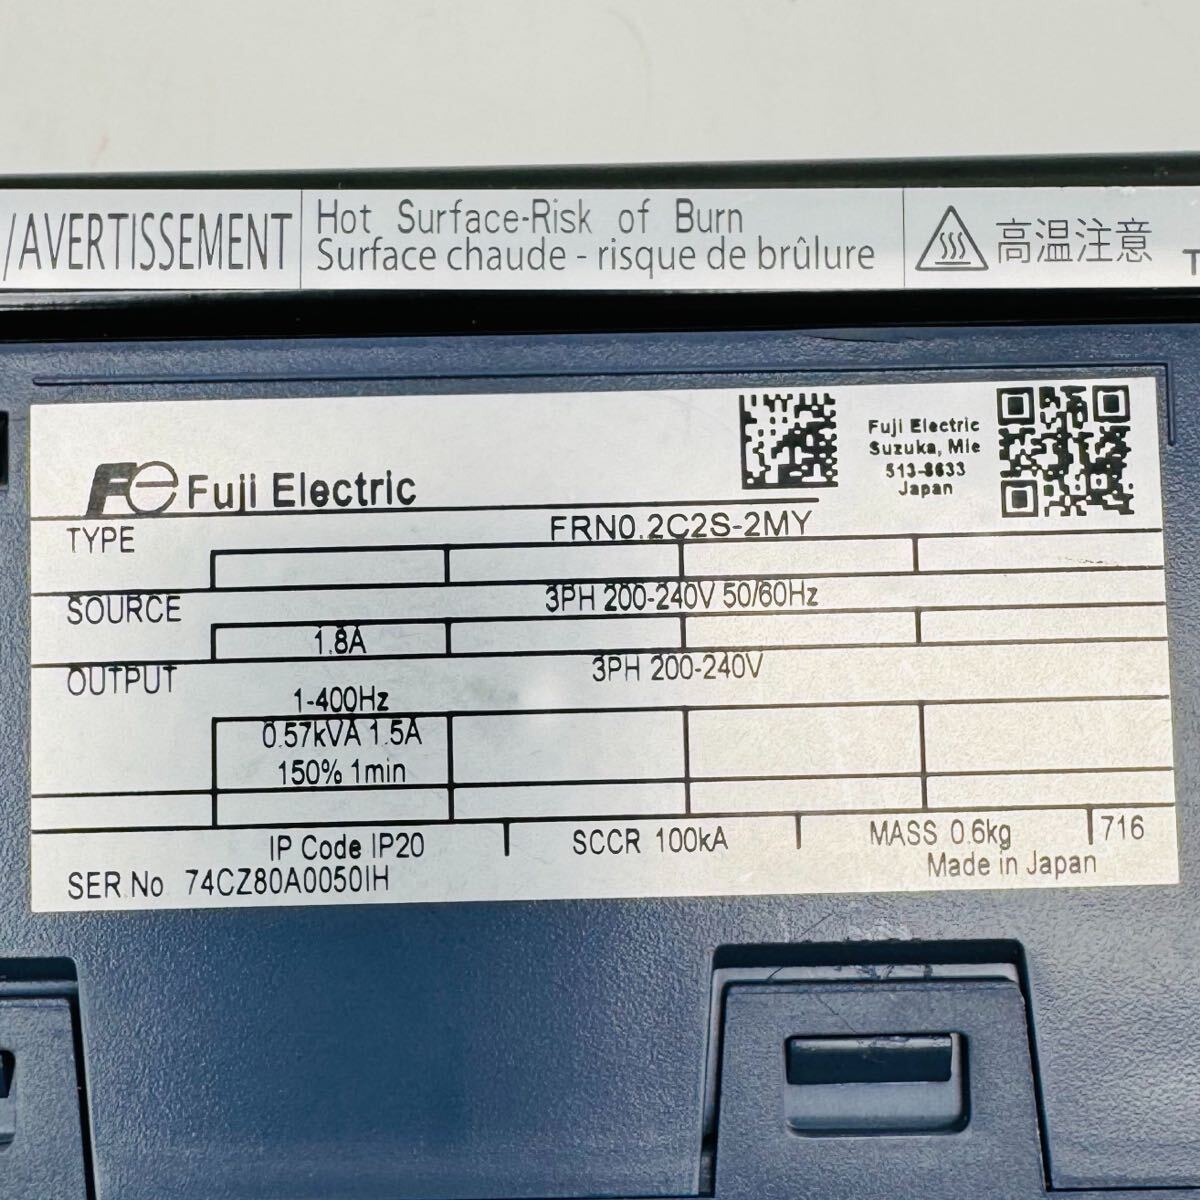 /AVERTISSEMENT
Hot Surface-Risk of Burn
Surface chaude - risque de brûlure
高温注意
Fe Fuji Electric
Fuji Electric
Suzuka, Mie
513-8633
Japan
TYPE FRN0.2C2S-2MY
SOURCE 3PH 200-240V 50/60Hz
1.8A
OUTPUT 3PH 200-240V
1-400Hz
0.57kVA 1.5A
150% 1min
IP Code IP20 SCCR 100kA MASS 0.6kg 716
Made in Japan
SER.No 74CZ80A0050IH